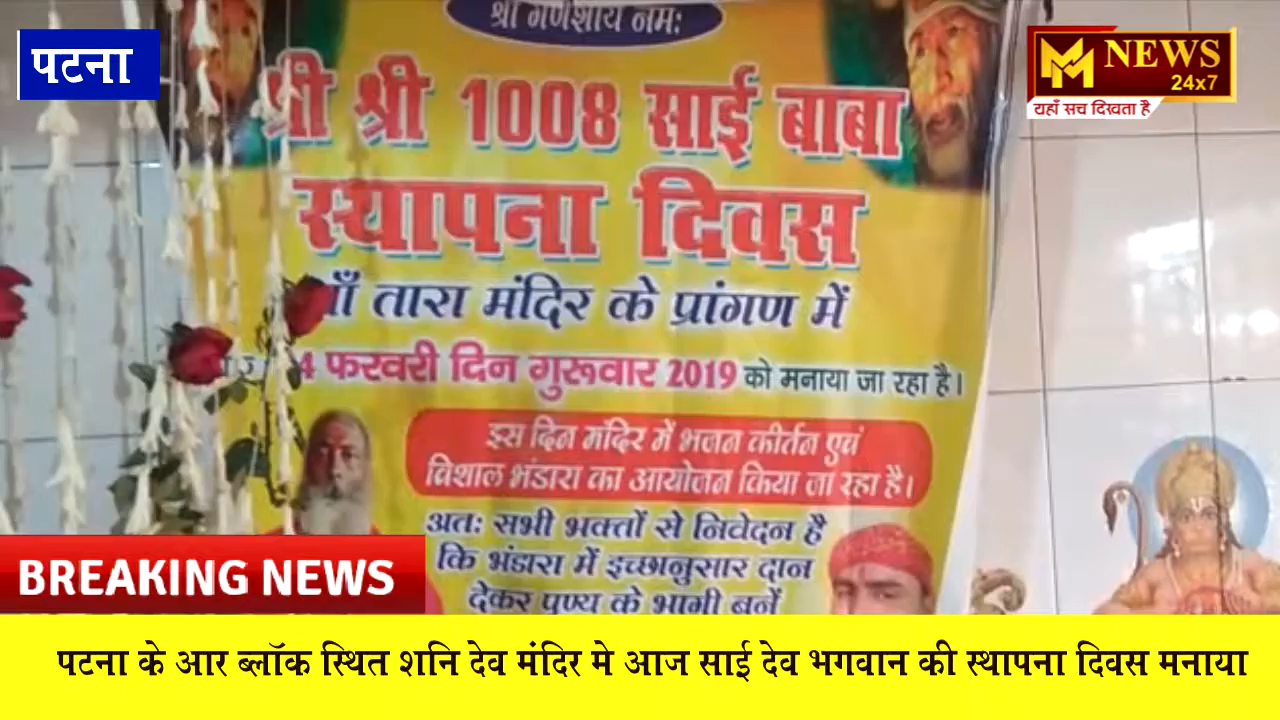 पटना
NEWS
24x7
यहाँ सच दिखता है
श्री गणेशाय नमः
श्री श्री 1008 साई बाबा
स्थापना दिवस
माँ तारा मंदिर के प्रांगण में
4 फरवरी दिन गुरूवार 2019 को मनाया जा रहा है।
इस दिन मंदिर में भजन कीर्तन एवं
विशाल भंडारा का आयोजन किया जा रहा है।
अतः सभी भक्तों से निवेदन है
कि भंडारा में इच्छानुसार दान
देकर पुण्य के भागी बनें
BREAKING NEWS
पटना के आर ब्लॉक स्थित शनि देव मंदिर मे आज साई देव भगवान की स्थापना दिवस मनाया